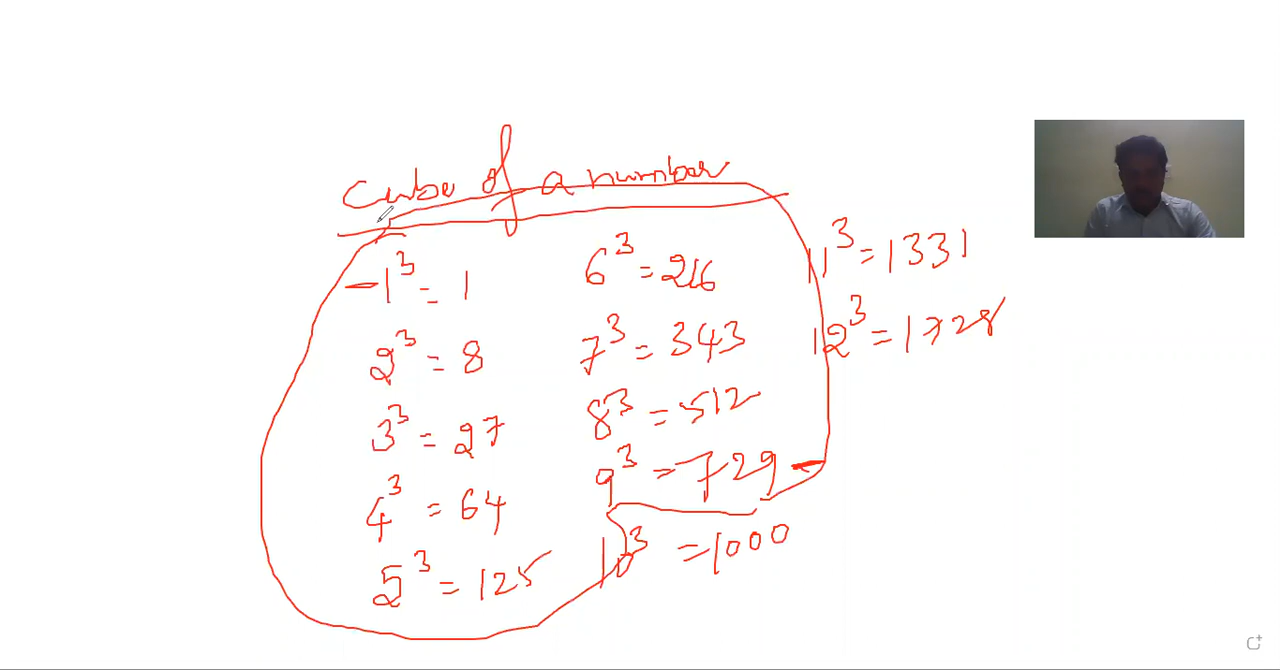 Cube of a number
1³ = 1
2³ = 8
3³ = 27
4³ = 64
5³ = 125
6³ = 216
7³ = 343
8³ = 512
9³ = 729
10³ = 1000
11³ = 1331
12³ = 1728